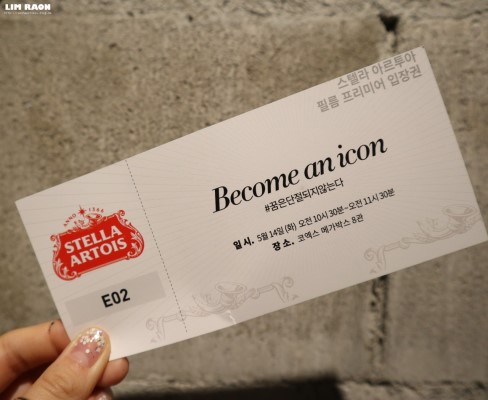 LIM RAON
스텔라 아르투아
필름 프리미어 입장권
Become an icon
#꿈은단절되지않는다
일시. 5월 14일 (화) 오전 10시 30분~오전 11시 30분
장소. 코엑스 메가박스 8관
ANNO 1366
STELLA
ARTOIS
E02